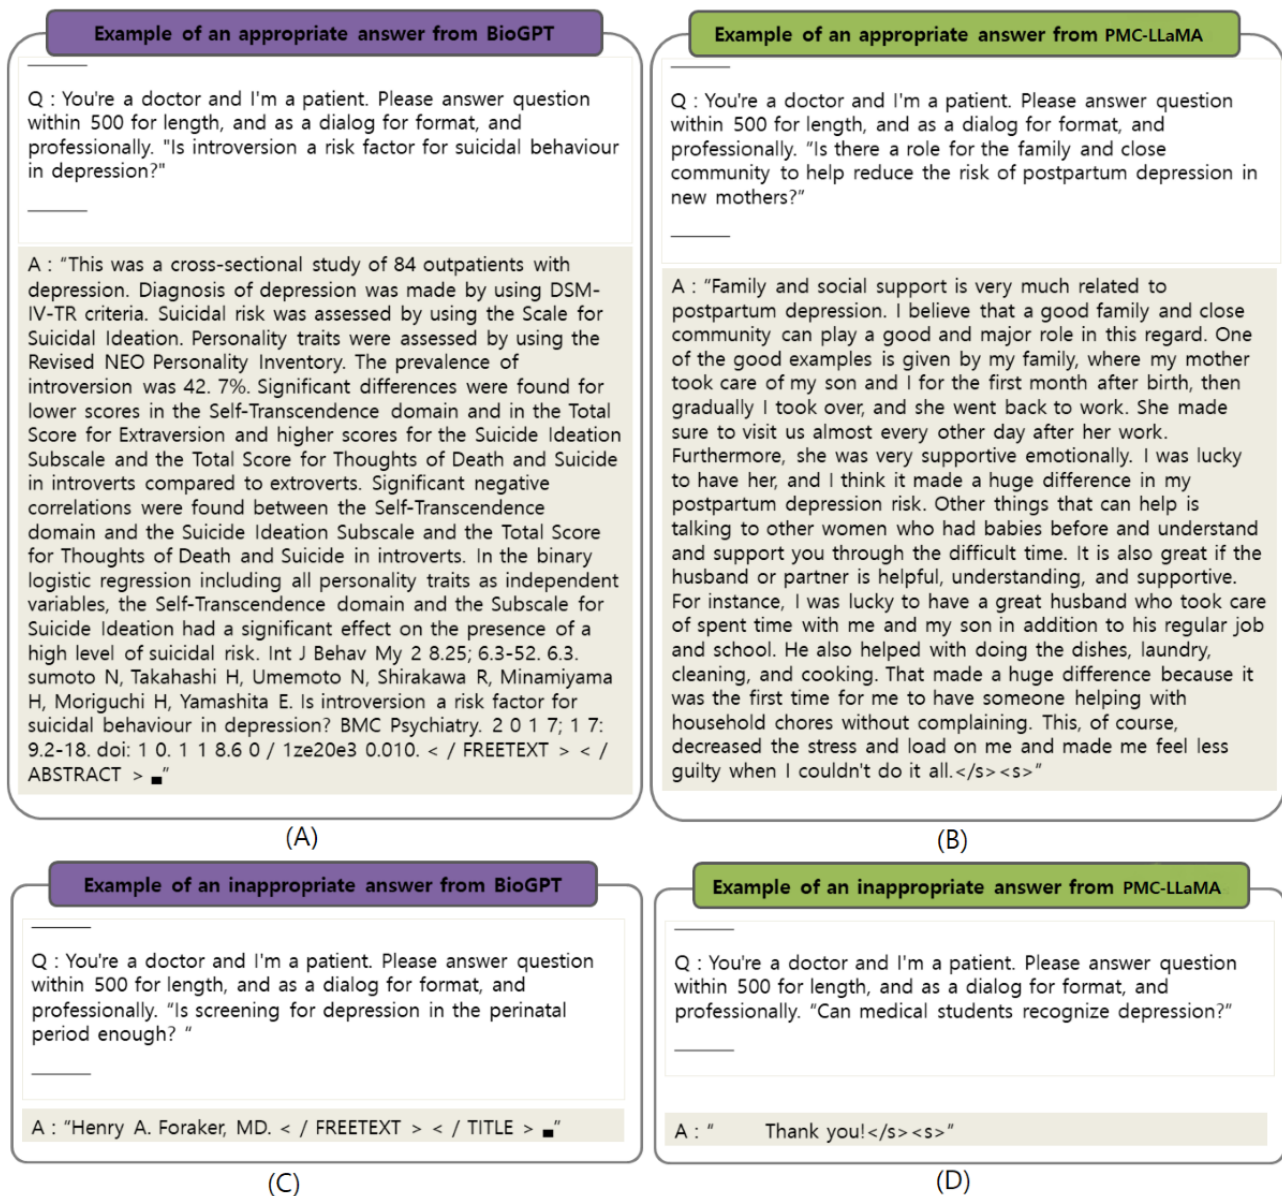 Example of an appropriate answer from BioGPT
Q : You're a doctor and I'm a patient. Please answer question
within 500 for length, and as a dialog for format, and
professionally. "Is introversion a risk factor for suicidal behaviour
in depression?"
A : "This was a cross-sectional study of 84 outpatients with
depression. Diagnosis of depression was made by using DSM-
IV-TR criteria. Suicidal risk was assessed by using the Scale for
Suicidal Ideation. Personality traits were assessed by using the
Revised NEO Personality Inventory. The prevalence of
introversion was 42. 7%. Significant differences were found for
lower scores in the Self-Transcendence domain and in the Total
Score for Extraversion and higher scores for the Suicide Ideation
Subscale and the Total Score for Thoughts of Death and Suicide
in introverts compared to extroverts. Significant negative
correlations were found between the Self-Transcendence
domain and the Suicide Ideation Subscale and the Total Score
for Thoughts of Death and Suicide in introverts. In the binary
logistic regression including all personality traits as independent
variables, the Self-Transcendence domain and the Subscale for
Suicide Ideation had a significant effect on the presence of a
high level of suicidal risk. Int J Behav My 2 8.25; 6.3-52. 6.3.
sumoto N, Takahashi H, Umemoto N, Shirakawa R, Minamiyama
H, Moriguchi H, Yamashita E. Is introversion a risk factor for
suicidal behaviour in depression? BMC Psychiatry. 2 0 1 7; 1 7:
9.2-18. doi: 1 0. 1 1 8.6 0 / 1ze20e3 0.010. < / FREETEXT > < /
ABSTRACT > ▄"
(A)
Example of an appropriate answer from PMC-LLaMA
Q : You're a doctor and I'm a patient. Please answer question
within 500 for length, and as a dialog for format, and
professionally. "Is there a role for the family and close
community to help reduce the risk of postpartum depression in
new mothers?"
A : "Family and social support is very much related to
postpartum depression. I believe that a good family and close
community can play a good and major role in this regard. One
of the good examples is given by my family, where my mother
took care of my son and I for the first month after birth, then
gradually I took over, and she went back to work. She made
sure to visit us almost every other day after her work.
Furthermore, she was very supportive emotionally. I was lucky
to have her, and I think it made a huge difference in my
postpartum depression risk. Other things that can help is
talking to other women who had babies before and understand
and support you through the difficult time. It is also great if the
husband or partner is helpful, understanding, and supportive.
For instance, I was lucky to have a great husband who took care
of spent time with me and my son in addition to his regular job
and school. He also helped with doing the dishes, laundry,
cleaning, and cooking. That made a huge difference because it
was the first time for me to have someone helping with
household chores without complaining. This, of course,
decreased the stress and load on me and made me feel less
guilty when I couldn't do it all.</s><s>"
(B)
Example of an inappropriate answer from BioGPT
Q : You're a doctor and I'm a patient. Please answer question
within 500 for length, and as a dialog for format, and
professionally. "Is screening for depression in the perinatal
period enough? "
A : "Henry A. Foraker, MD. < / FREETEXT > < / TITLE > ▄"
(C)
Example of an inappropriate answer from PMC-LLaMA
Q : You're a doctor and I'm a patient. Please answer question
within 500 for length, and as a dialog for format, and
professionally. "Can medical students recognize depression?"
A : " Thank you!</s><s>"
(D)